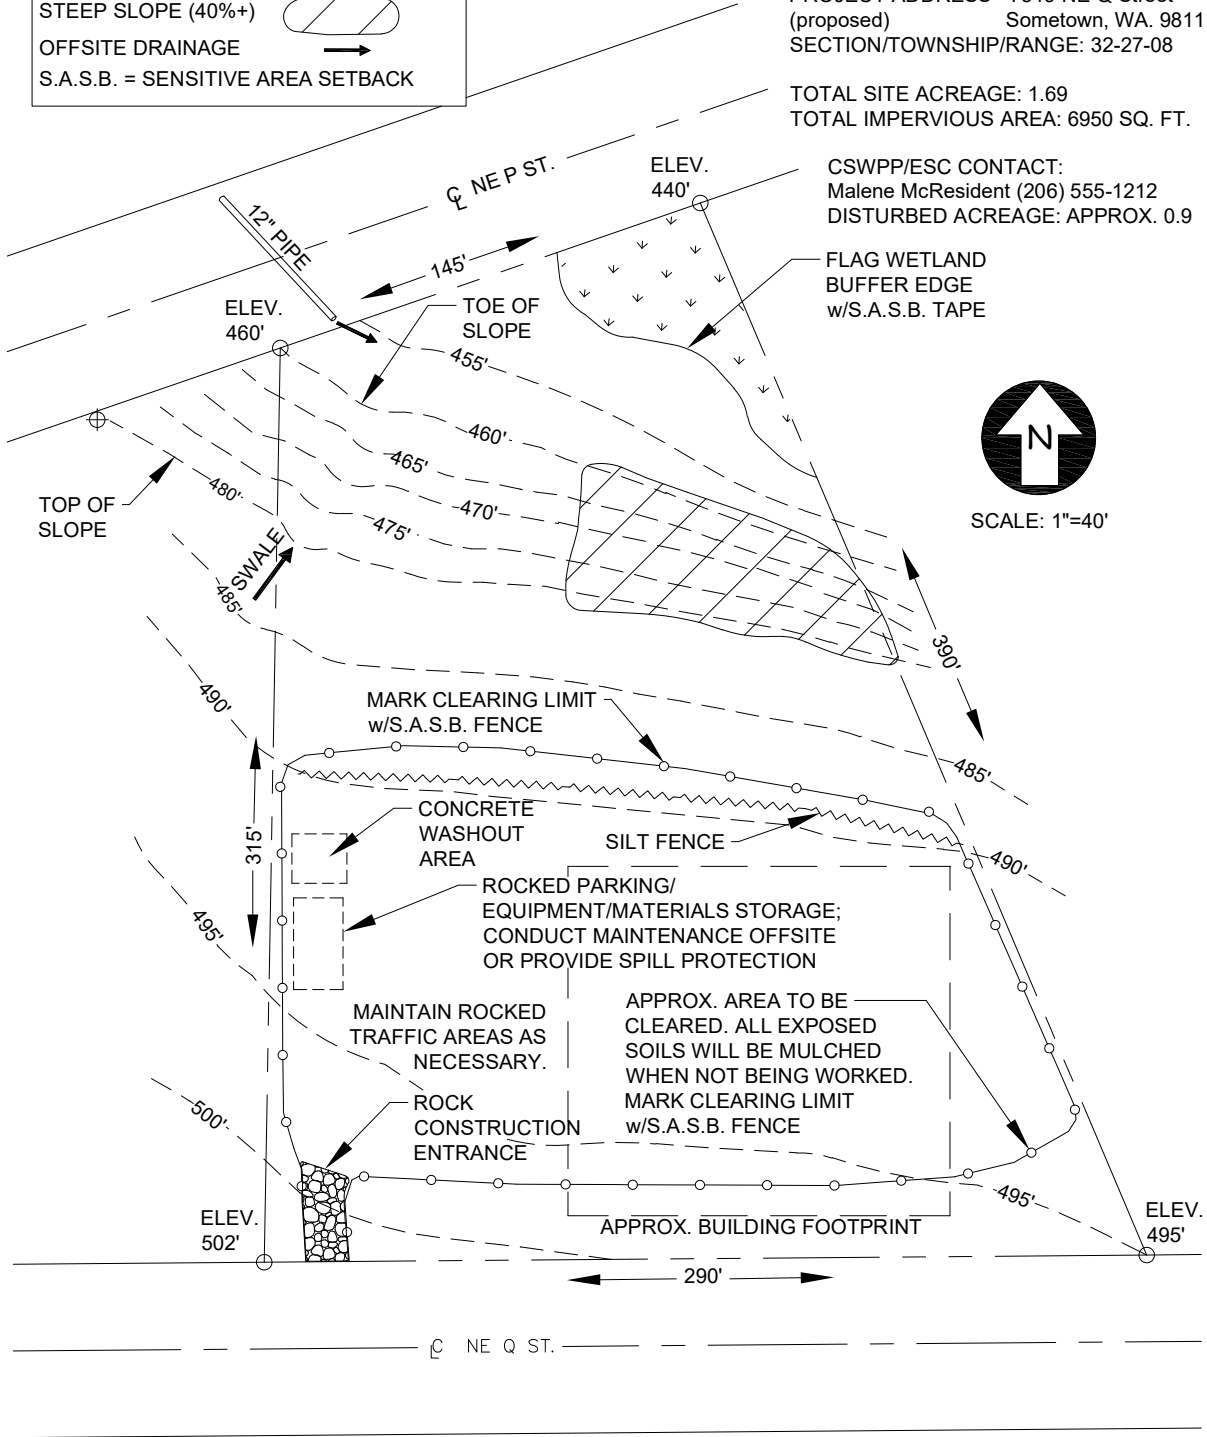 STEEP SLOPE (40%+)
OFFSITE DRAINAGE
S.A.S.B. = SENSITIVE AREA SETBACK
(proposed)
Sometown, WA. 9811
SECTION/TOWNSHIP/RANGE: 32-27-08
TOTAL SITE ACREAGE: 1.69
TOTAL IMPERVIOUS AREA: 6950 SQ. FT.
CSWPP/ESC CONTACT:
Malene McResident (206) 555-1212
DISTURBED ACREAGE: APPROX. 0.9
ELEV.
440'
℄ NE P ST.
12" PIPE
145'
FLAG WETLAND
BUFFER EDGE
w/S.A.S.B. TAPE
ELEV.
460'
TOE OF
SLOPE
455'
460'
465'
470'
475'
480'
TOP OF
SLOPE
SWALE
485'
N
SCALE: 1"=40'
390'
490'
MARK CLEARING LIMIT
w/S.A.S.B. FENCE
485'
315'
CONCRETE
WASHOUT
AREA
SILT FENCE
490'
ROCKED PARKING/
EQUIPMENT/MATERIALS STORAGE;
CONDUCT MAINTENANCE OFFSITE
OR PROVIDE SPILL PROTECTION
495'
MAINTAIN ROCKED
TRAFFIC AREAS AS
NECESSARY.
APPROX. AREA TO BE
CLEARED. ALL EXPOSED
SOILS WILL BE MULCHED
WHEN NOT BEING WORKED.
MARK CLEARING LIMIT
w/S.A.S.B. FENCE
500'
ROCK
CONSTRUCTION
ENTRANCE
495'
ELEV.
502'
APPROX. BUILDING FOOTPRINT
ELEV.
495'
290'
℄ NE Q ST.